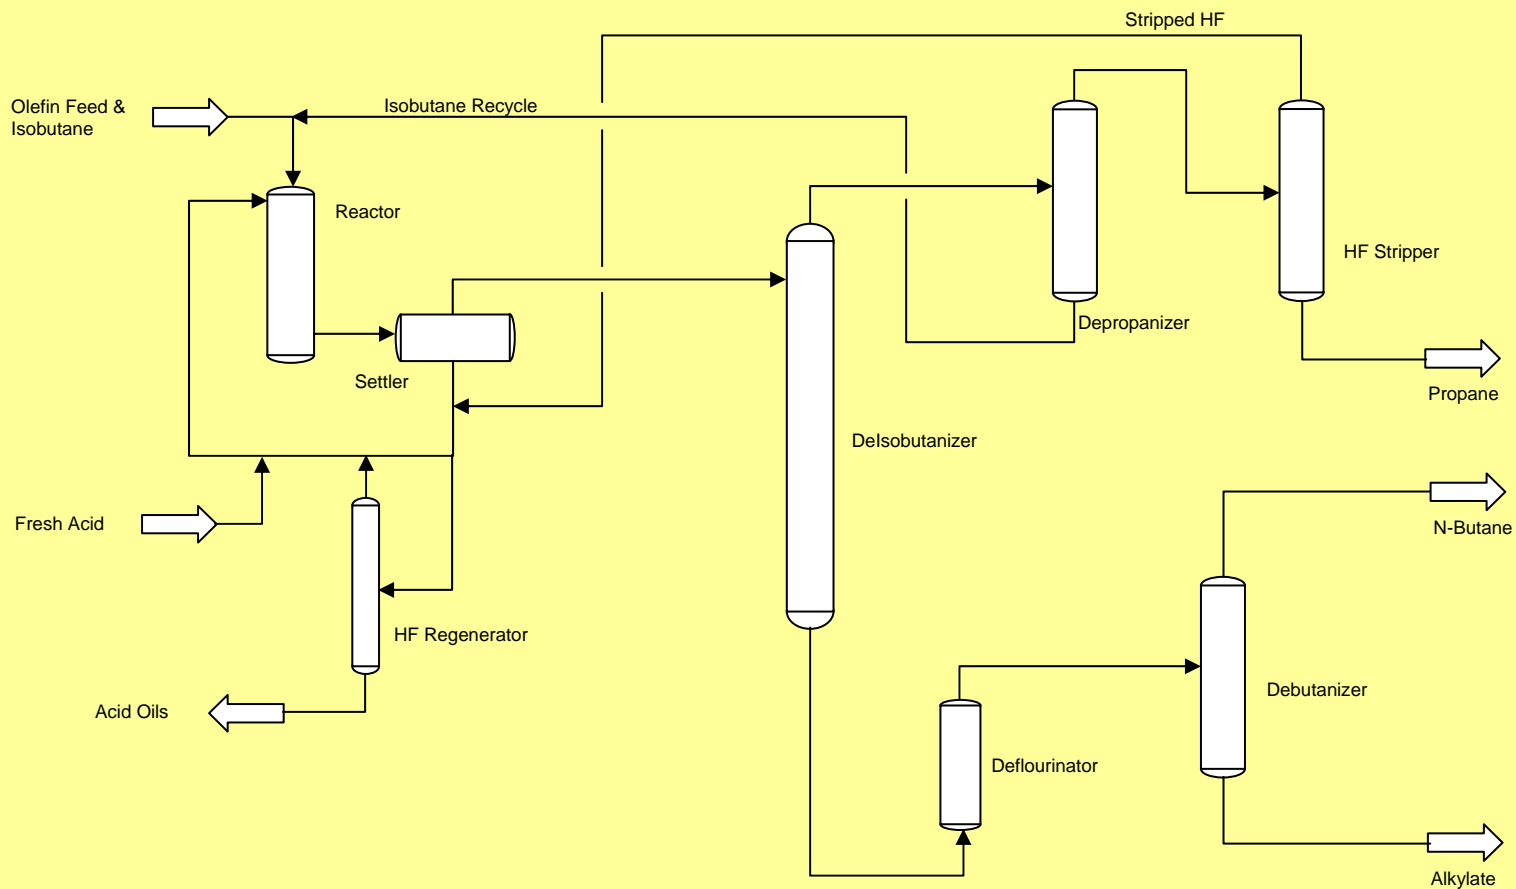 Stripped HF
Olefin Feed &
Isobutane
Isobutane Recycle
Reactor
HF Stripper
Depropanizer
Settler
Propane
DeIsobutanizer
Fresh Acid
N-Butane
HF Regenerator
Debutanizer
Acid Oils
Deflourinator
Alkylate